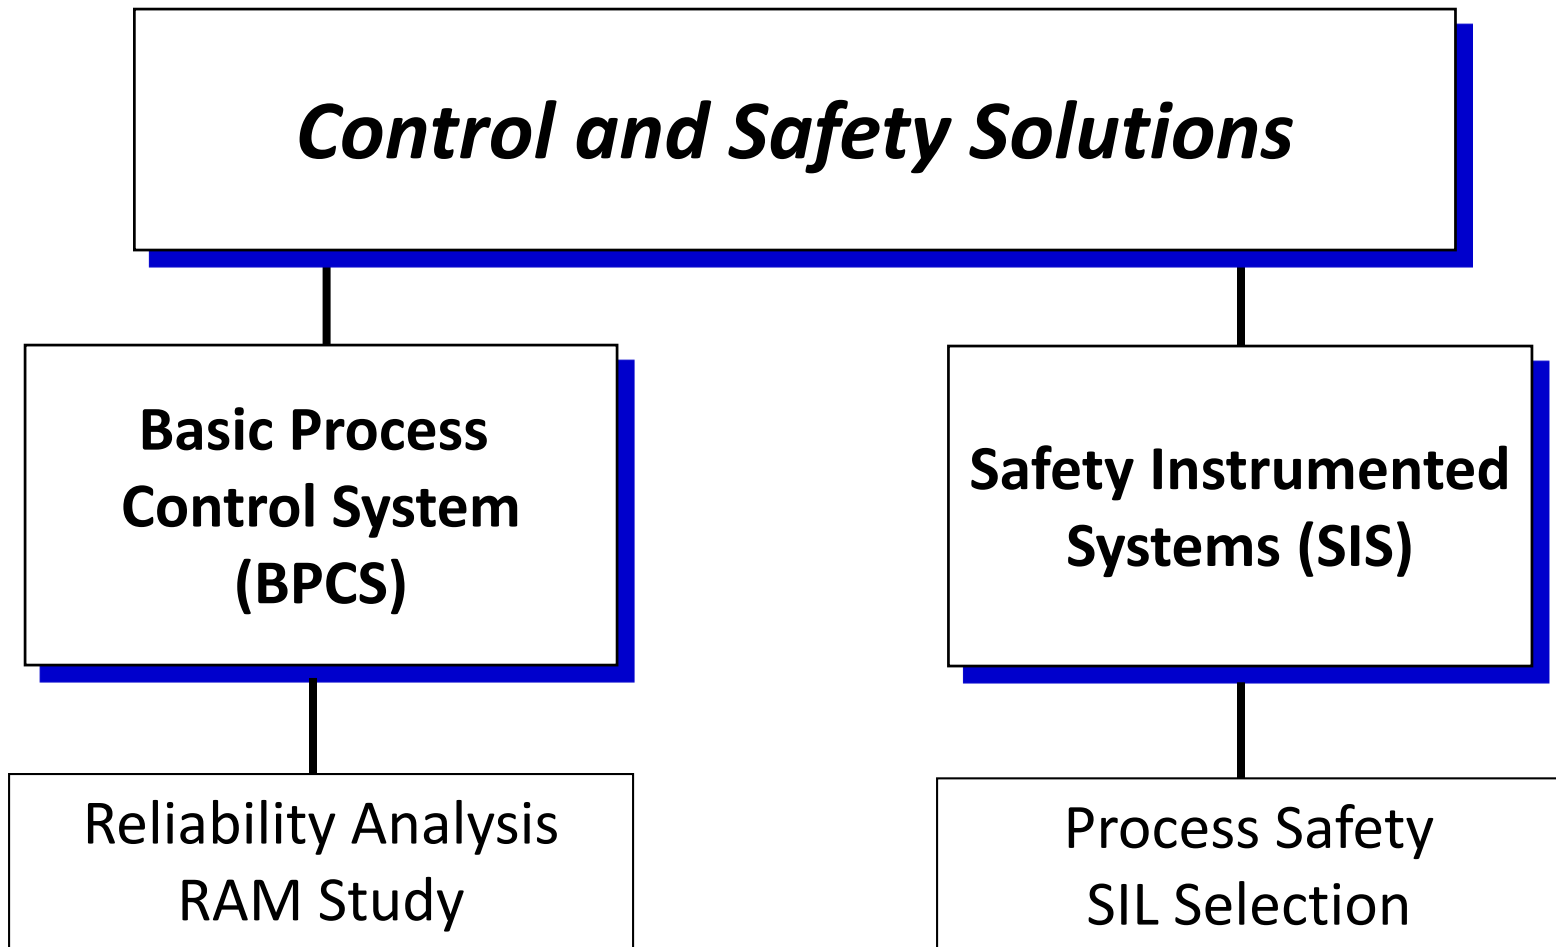 Control and Safety Solutions
Basic Process
Control System
(BPCS)
Safety Instrumented
Systems (SIS)
Reliability Analysis
RAM Study
Process Safety
SIL Selection